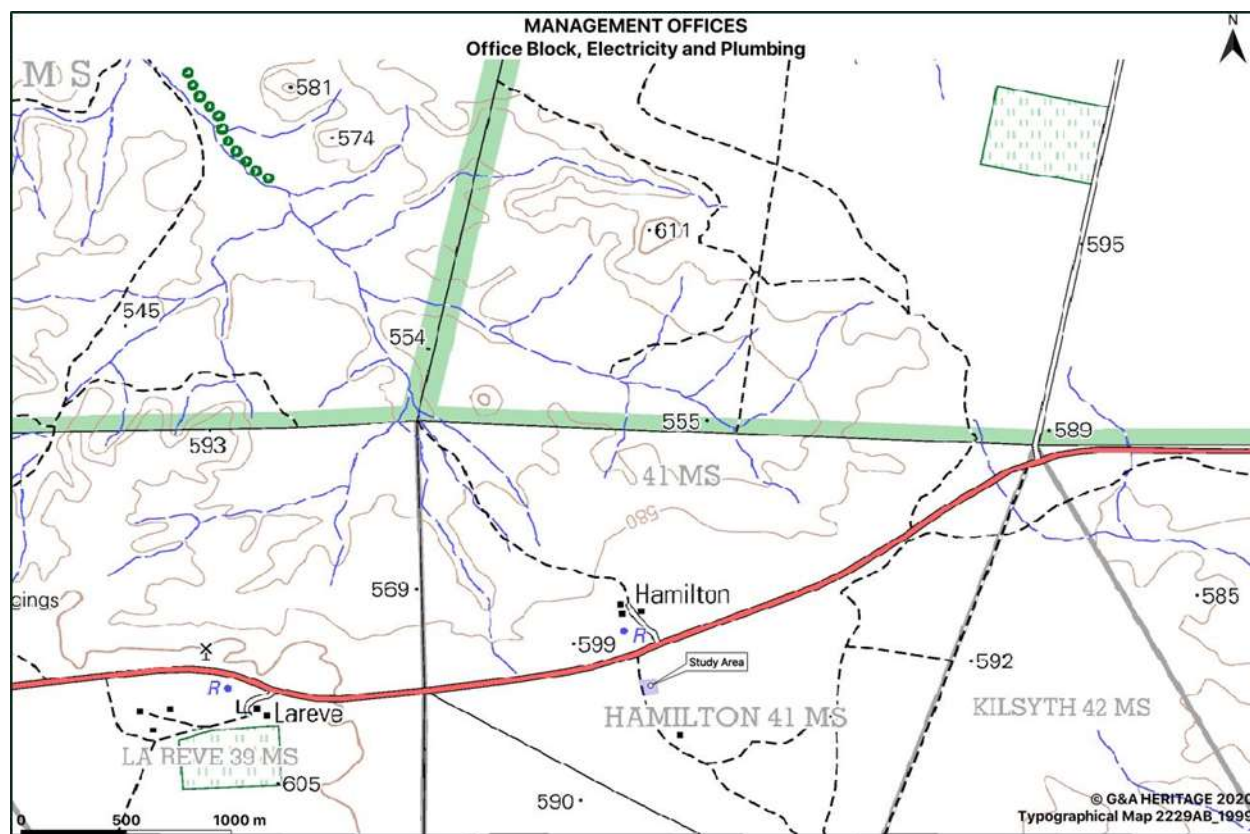 MANAGEMENT OFFICES
Office Block, Electricity and Plumbing
N
M S
581
574
611
595
545
554
555
589
593
41 MS
580
569
Hamilton
585
cings
R
599
592
Study Area
R
Lareve
HAMILTON 41 MS
KILSYTH 42 MS
LA REVE 39 MS
605
590
© G&A HERITAGE 2020
Typographical Map 2229AB_1999
0 500 1000 m